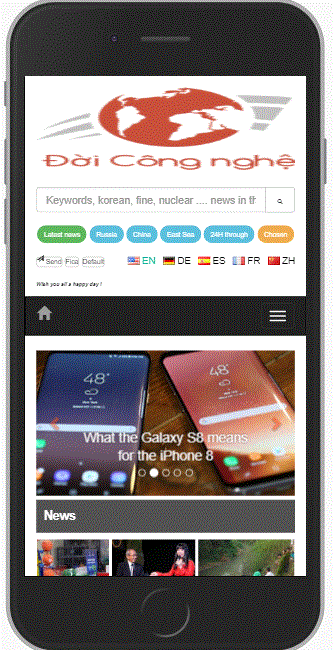 Đời Công nghệ
Keywords, korean, fine, nuclear .... news in th
Latest news Russia China East Sea 24H through Chosen
Send Fica Default EN DE ES FR ZH
Wish you all a happy day !
48°
48°
What the Galaxy S8 means
for the iPhone 8
News